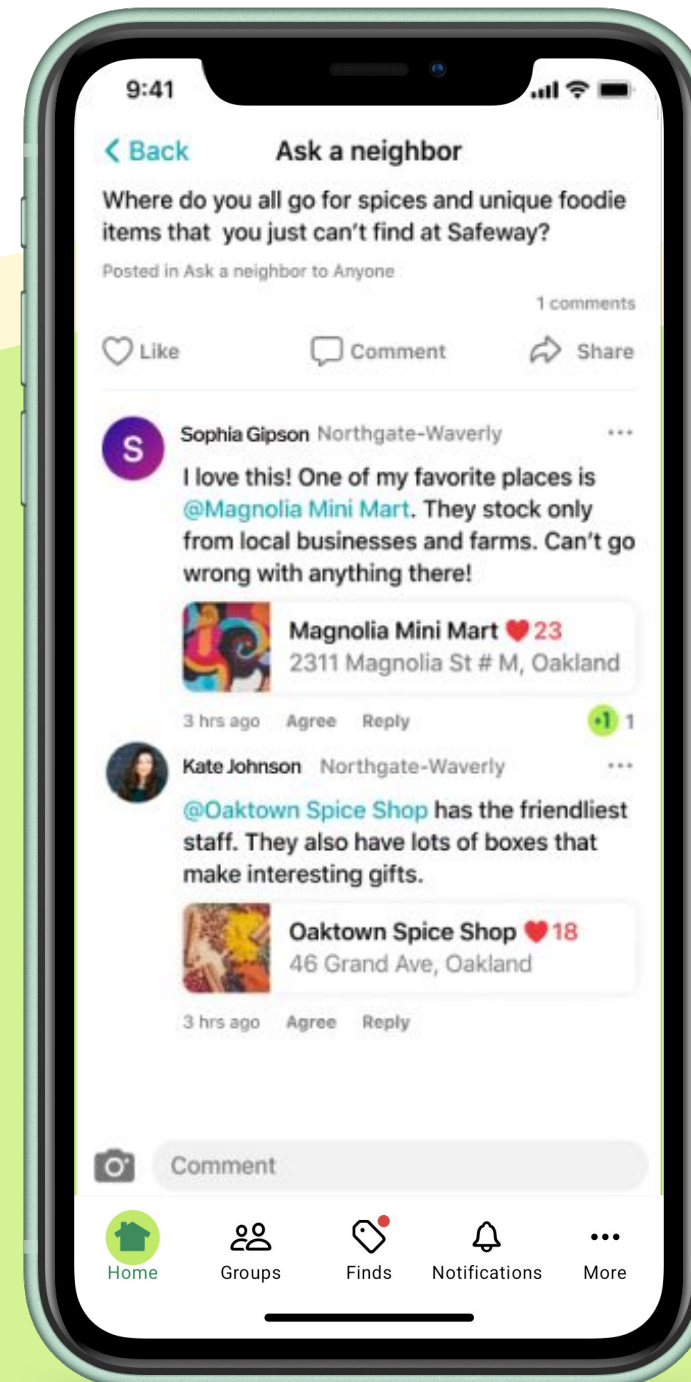 9:41
Back
Ask a neighbor
Where do you all go for spices and unique foodie
items that you just can't find at Safeway?
Posted in Ask a neighbor to Anyone
1 comments
Like
Comment
Share
S
Sophia Gipson Northgate-Waverly
I love this! One of my favorite places is
@Magnolia Mini Mart. They stock only
from local businesses and farms. Can't go
wrong with anything there!
Magnolia Mini Mart ❤️ 23
2311 Magnolia St # M, Oakland
3 hrs ago Agree Reply
+1 1
Kate Johnson Northgate-Waverly
@Oaktown Spice Shop has the friendliest
staff. They also have lots of boxes that
make interesting gifts.
Oaktown Spice Shop ❤️ 18
46 Grand Ave, Oakland
3 hrs ago Agree Reply
Comment
Home
Groups
Finds
Notifications
More